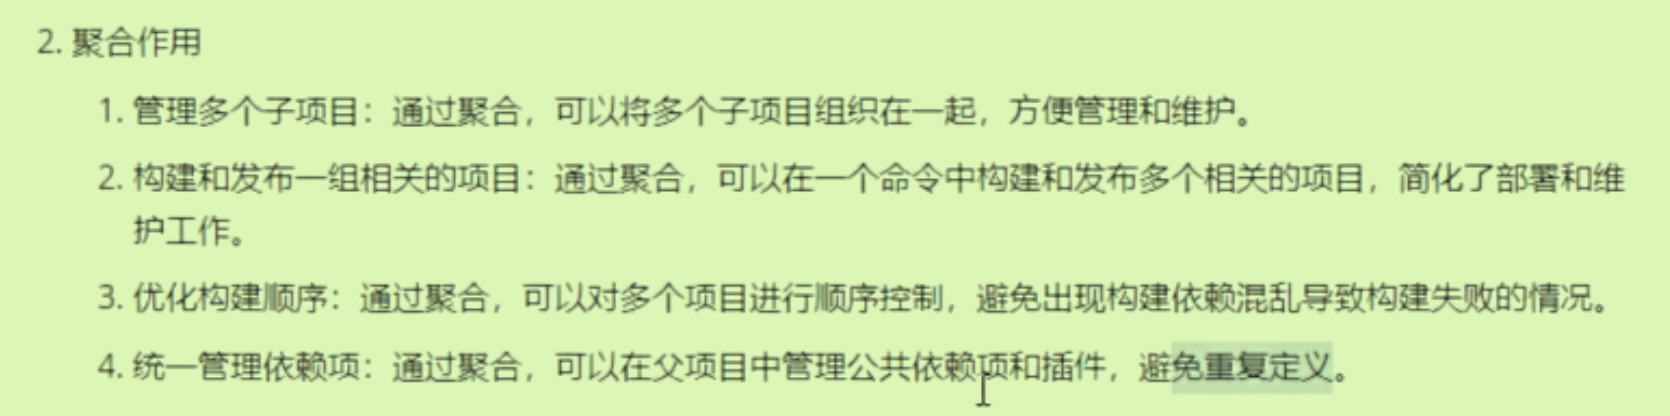 2. 聚合作用
1. 管理多个子项目：通过聚合，可以将多个子项目组织在一起，方便管理和维护。
2. 构建和发布一组相关的项目：通过聚合，可以在一个命令中构建和发布多个相关的项目，简化了部署和维
护工作。
3. 优化构建顺序：通过聚合，可以对多个项目进行顺序控制，避免出现构建依赖混乱导致构建失败的情况。
4. 统一管理依赖项：通过聚合，可以在父项目中管理公共依赖项和插件，避免重复定义。